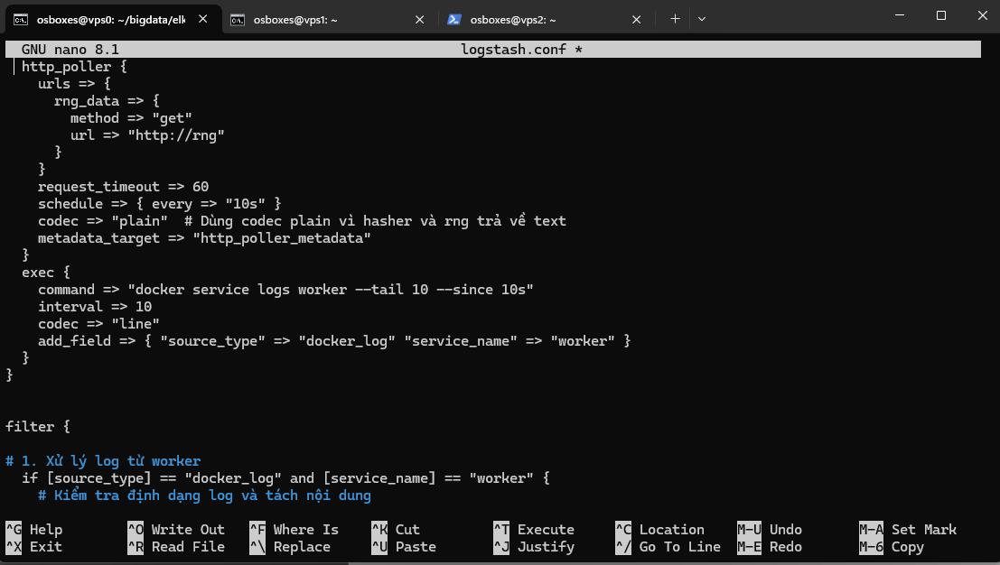 osboxes@vps0: ~/bigdata/elk
osboxes@vps1: ~
osboxes@vps2: ~
GNU nano 8.1 logstash.conf *
http_poller {
urls => {
rng_data => {
method => "get"
url => "http://rng"
}
}
request_timeout => 60
schedule => { every => "10s" }
codec => "plain"  # Dùng codec plain vì hasher và rng trả về text
metadata_target => "http_poller_metadata"
}
exec {
command => "docker service logs worker --tail 10 --since 10s"
interval => 10
codec => "line"
add_field => { "source_type" => "docker_log" "service_name" => "worker" }
}
}
filter {
# 1. Xử lý log từ worker
if [source_type] == "docker_log" and [service_name] == "worker" {
# Kiểm tra định dạng log và tách nội dung
^G Help ^O Write Out ^F Where Is ^K Cut ^T Execute ^C Location M-U Undo M-A Set Mark
^X Exit ^R Read File ^\ Replace ^U Paste ^J Justify ^/ Go To Line M-E Redo M-6 Copy